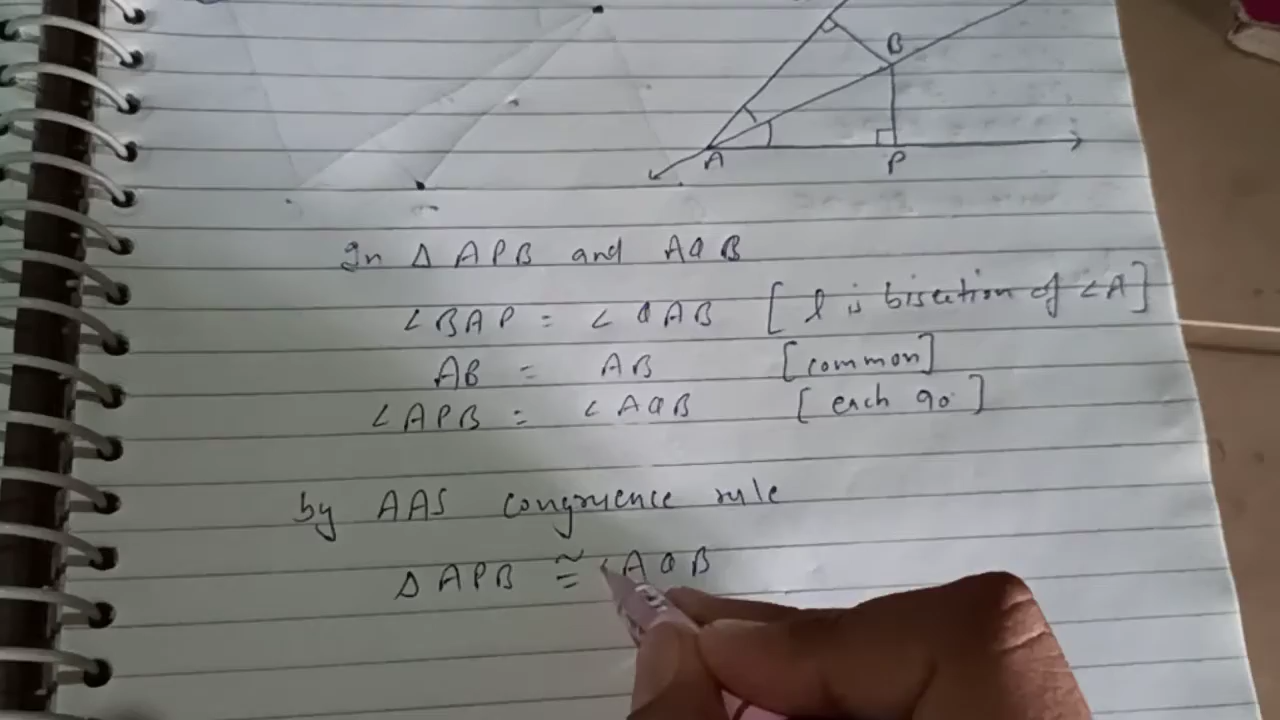 B
A
P
In Δ APB and AQB
∠BAP = ∠QAB [l is bisection of ∠A]
AB = AB [common]
∠APB = ∠AQB [each 90°]
by AAS congruence rule
Δ APB ≅ ∠AQB